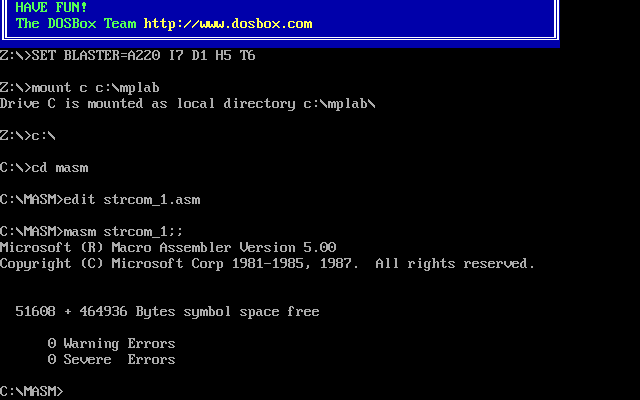 HAVE FUN!
The DOSBox Team http://www.dosbox.com
Z:\>SET BLASTER=A220 I7 D1 H5 T6
Z:\>mount c c:\mplab
Drive C is mounted as local directory c:\mplab\
Z:\>c:\
C:\>cd masm
C:\MASM>edit strcom_1.asm
C:\MASM>masm strcom_1;;
Microsoft (R) Macro Assembler Version 5.00
Copyright (C) Microsoft Corp 1981-1985, 1987.  All rights reserved.
51608 + 464936 Bytes symbol space free
0 Warning Errors
0 Severe  Errors
C:\MASM>